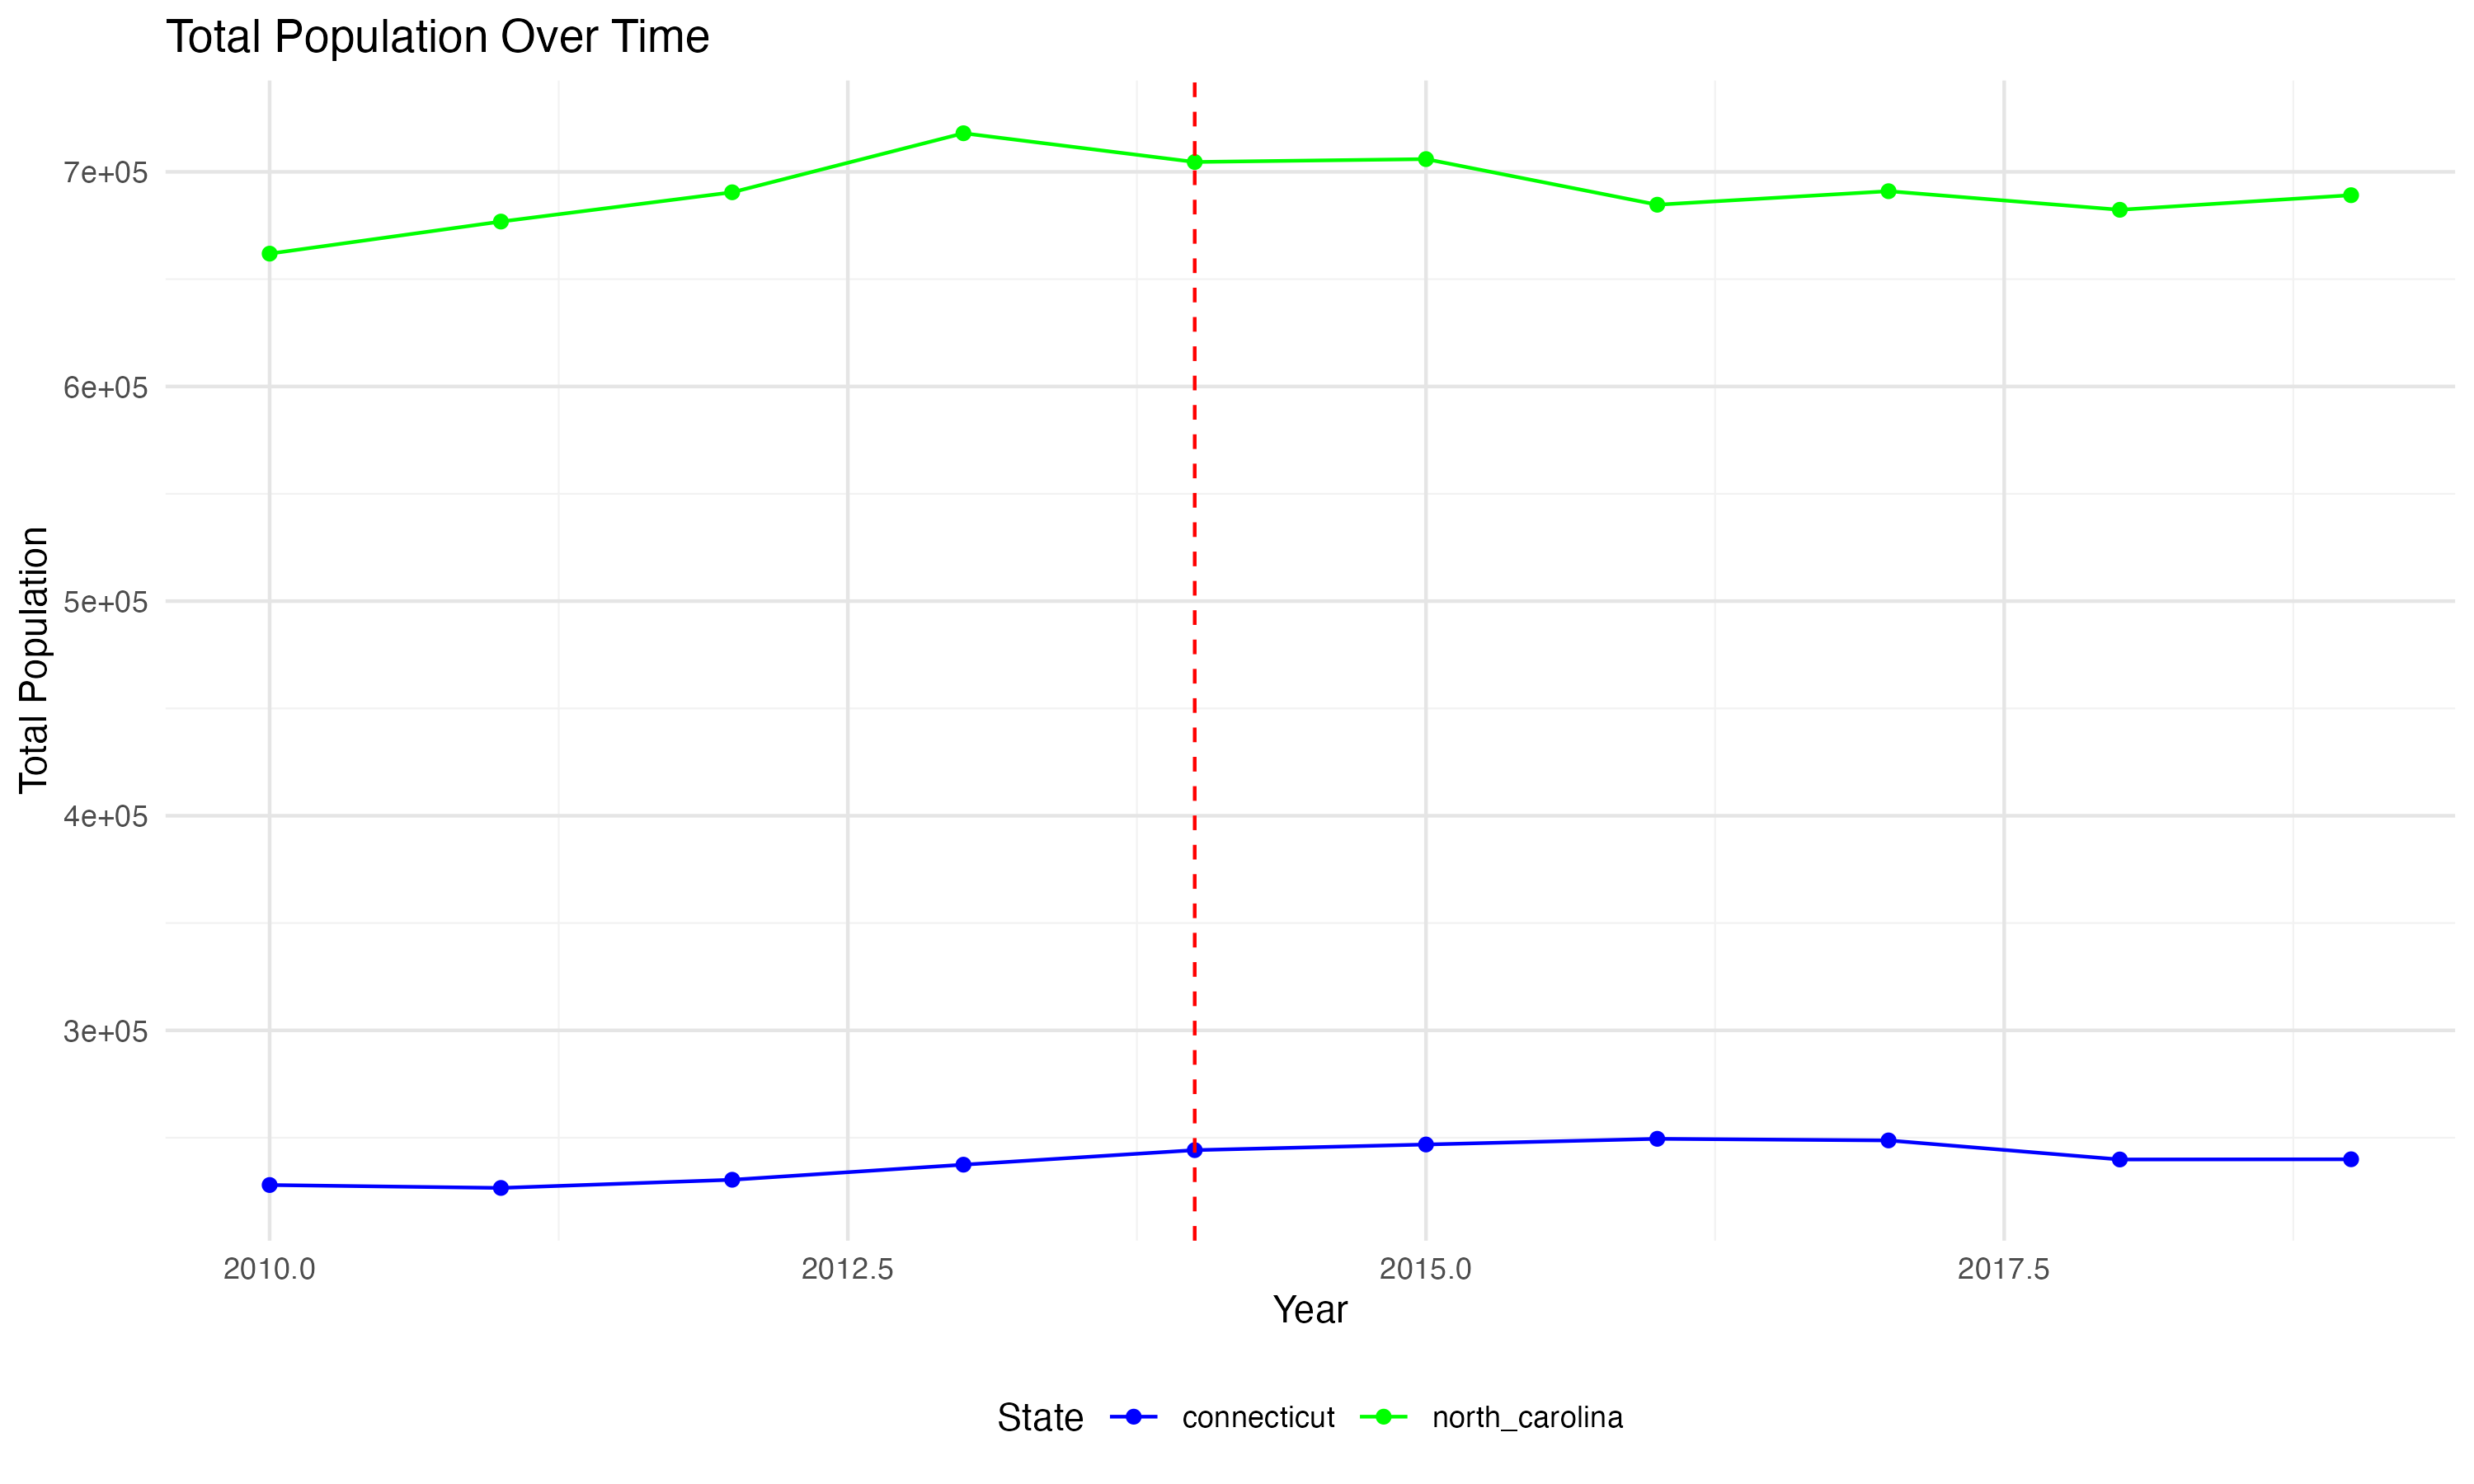 Total Population Over Time
Total Population
7e+05
6e+05
5e+05
4e+05
3e+05
2010.0 2012.5 2015.0 2017.5
Year
State connecticut north_carolina